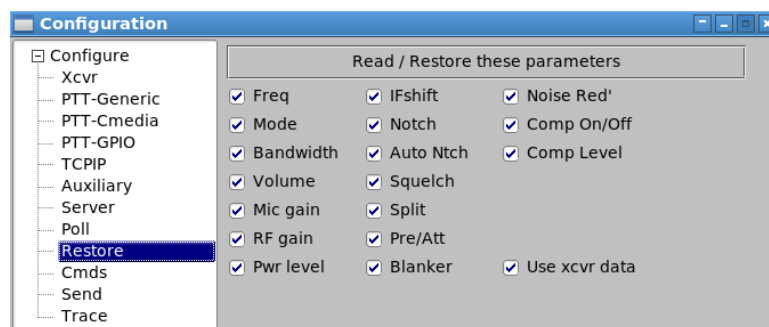 Configuration
Configure
Xcvr
PTT-Generic
PTT-Cmedia
PTT-GPIO
TCPIP
Auxiliary
Server
Poll
Restore
Cmds
Send
Trace
Read / Restore these parameters
Freq IFshift Noise Red'
Mode Notch Comp On/Off
Bandwidth Auto Ntch Comp Level
Volume Squelch
Mic gain Split
RF gain Pre/Att
Pwr level Blanker Use xcvr data